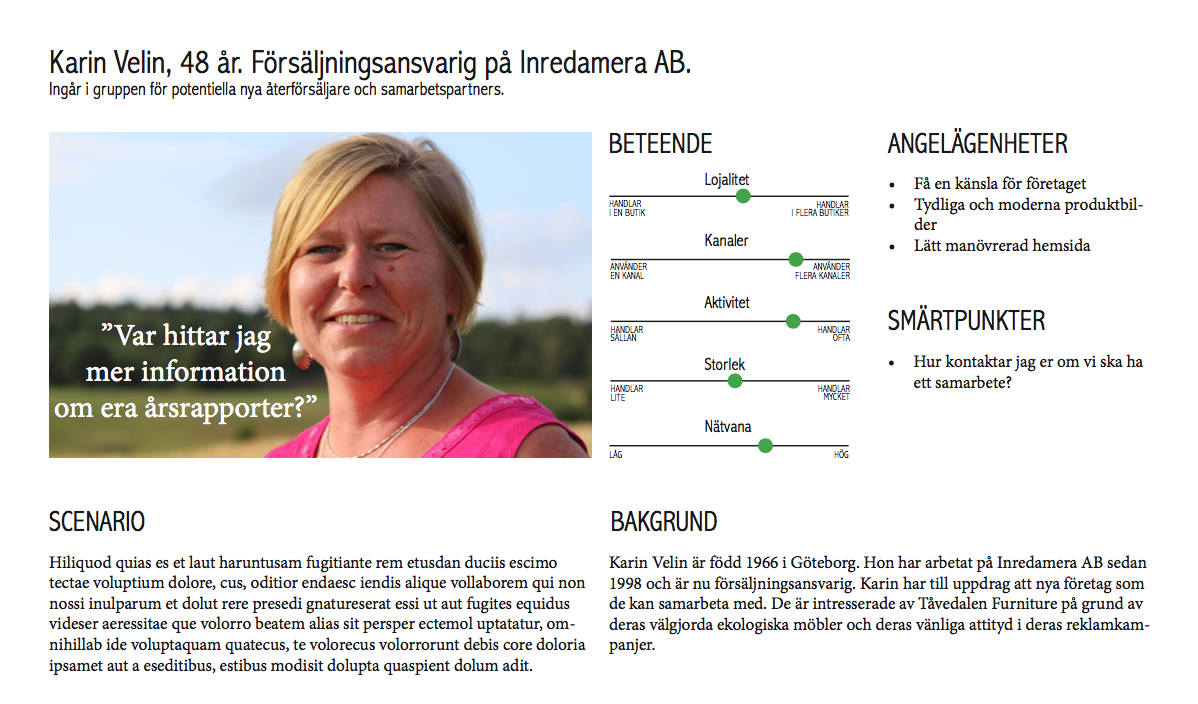 Karin Velin, 48 år. Försäljningsansvarig på Inredamera AB.
Ingår i gruppen för potentiella nya återförsäljare och samarbetspartners.
”Var hittar jag
mer information
om era årsrapporter?”
BETEENDE
Lojalitet
HANDLAR
I EN BUTIK
HANDLAR
I FLERA BUTIKER
Kanaler
ANVÄNDER
EN KANAL
ANVÄNDER
FLERA KANALER
Aktivitet
HANDLAR
SÄLLAN
HANDLAR
OFTA
Storlek
HANDLAR
LITE
HANDLAR
MYCKET
Nätvana
LÅG
HÖG
ANGELÄGENHETER
• Få en känsla för företaget
• Tydliga och moderna produktbil-
der
• Lätt manövrerad hemsida
SMÄRTPUNKTER
• Hur kontaktar jag er om vi ska ha
ett samarbete?
SCENARIO
Hiliquod quias es et laut haruntusam fugitiante rem etusdan duciis escimo
tectae voluptium dolore, cus, oditior endaesc iendis alique vollaborem qui non
nossi inulparum et dolut rere presedi gnatureserat essi ut aut fugites equidus
videser aeressitae que volorro beatem alias sit persper ectemol uptatatur, om-
nihillab ide voluptaquam quatecus, te volorecus volorrorunt debis core doloria
ipsamet aut a eseditibus, estibus modisit dolupta quaspient dolum adit.
BAKGRUND
Karin Velin är född 1966 i Göteborg. Hon har arbetat på Inredamera AB sedan
1998 och är nu försäljningsansvarig. Karin har till uppdrag att nya företag som
de kan samarbeta med. De är intresserade av Tåvedalen Furniture på grund av
deras välgjorda ekologiska möbler och deras vänliga attityd i deras reklamkam-
panjer.